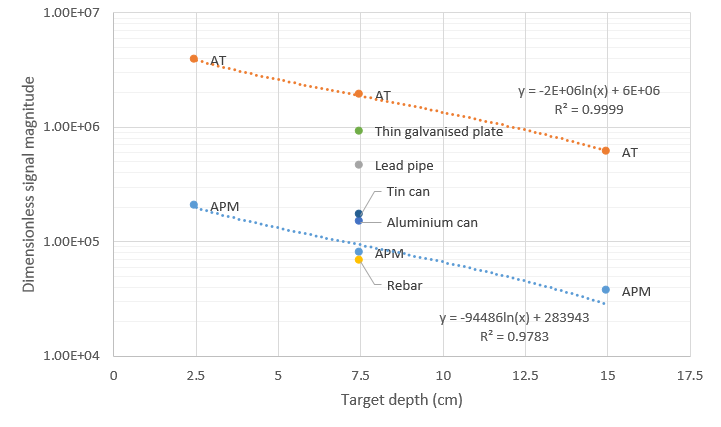 1.00E+07
1.00E+06
1.00E+05
1.00E+04
Dimensionless signal magnitude
AT
AT
y = -2E+06ln(x) + 6E+06
R² = 0.9999
Thin galvanised plate
AT
Lead pipe
Tin can
APM
Aluminium can
APM
Rebar
APM
y = -94486ln(x) + 283943
R² = 0.9783
0 2.5 5 7.5 10 12.5 15 17.5
Target depth (cm)